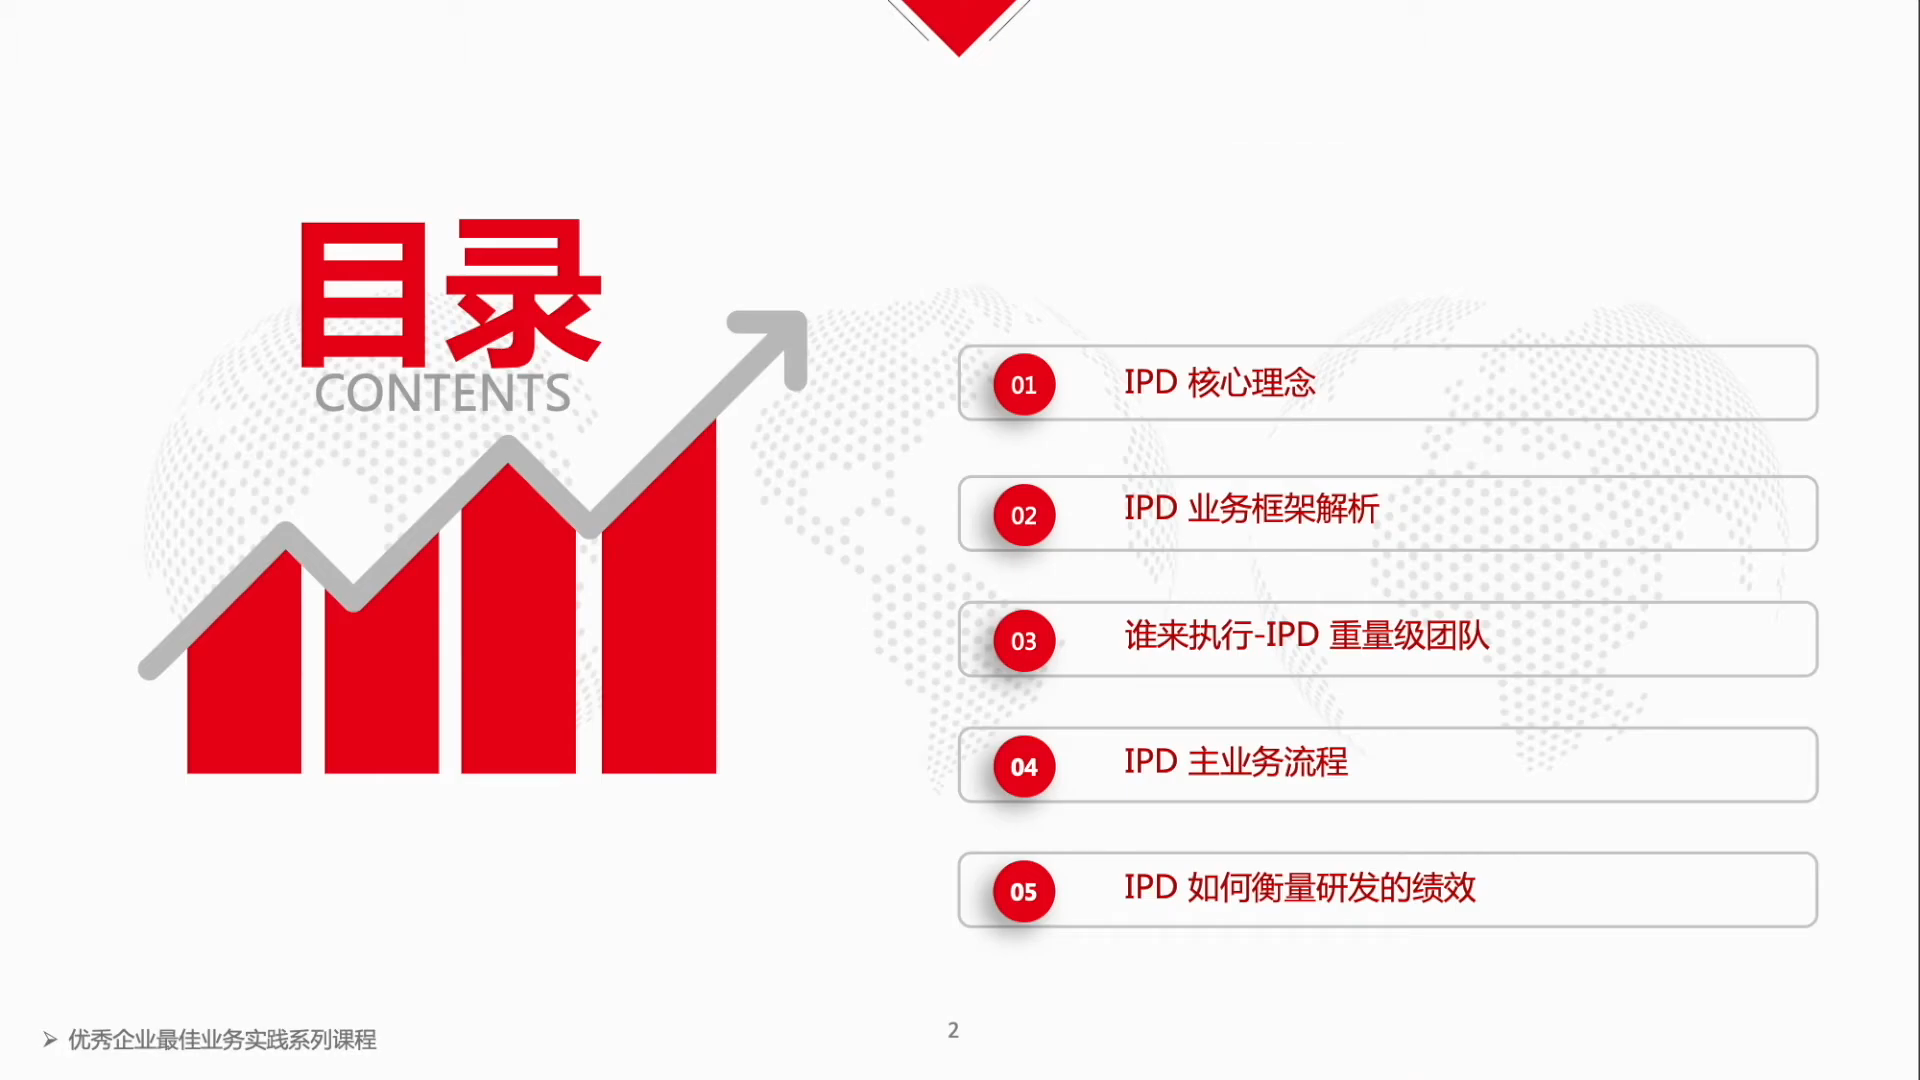 目录
CONTENTS
01 IPD 核心理念
02 IPD 业务框架解析
03 谁来执行-IPD 重量级团队
04 IPD 主业务流程
05 IPD 如何衡量研发的绩效
优秀企业最佳业务实践系列课程
2